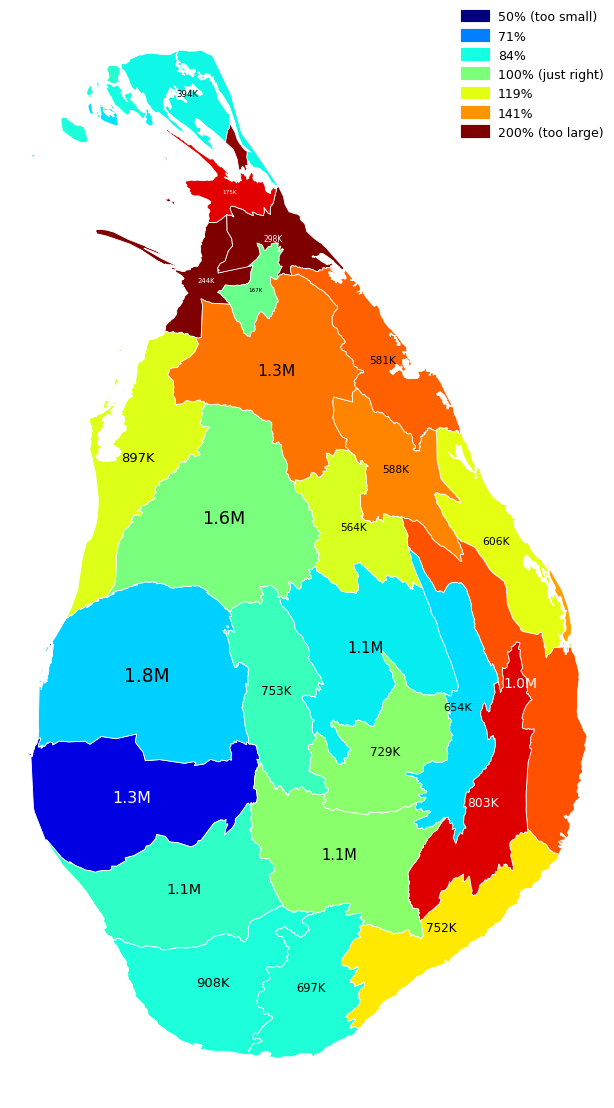 50% (too small)
71%
84%
100% (just right)
119%
141%
200% (too large)
394K
175K
298K
244K
167K
581K
1.3M
897K
588K
1.6M
564K
606K
1.1M
1.8M
1.0M
753K
654K
729K
1.3M
803K
1.1M
1.1M
752K
908K
697K